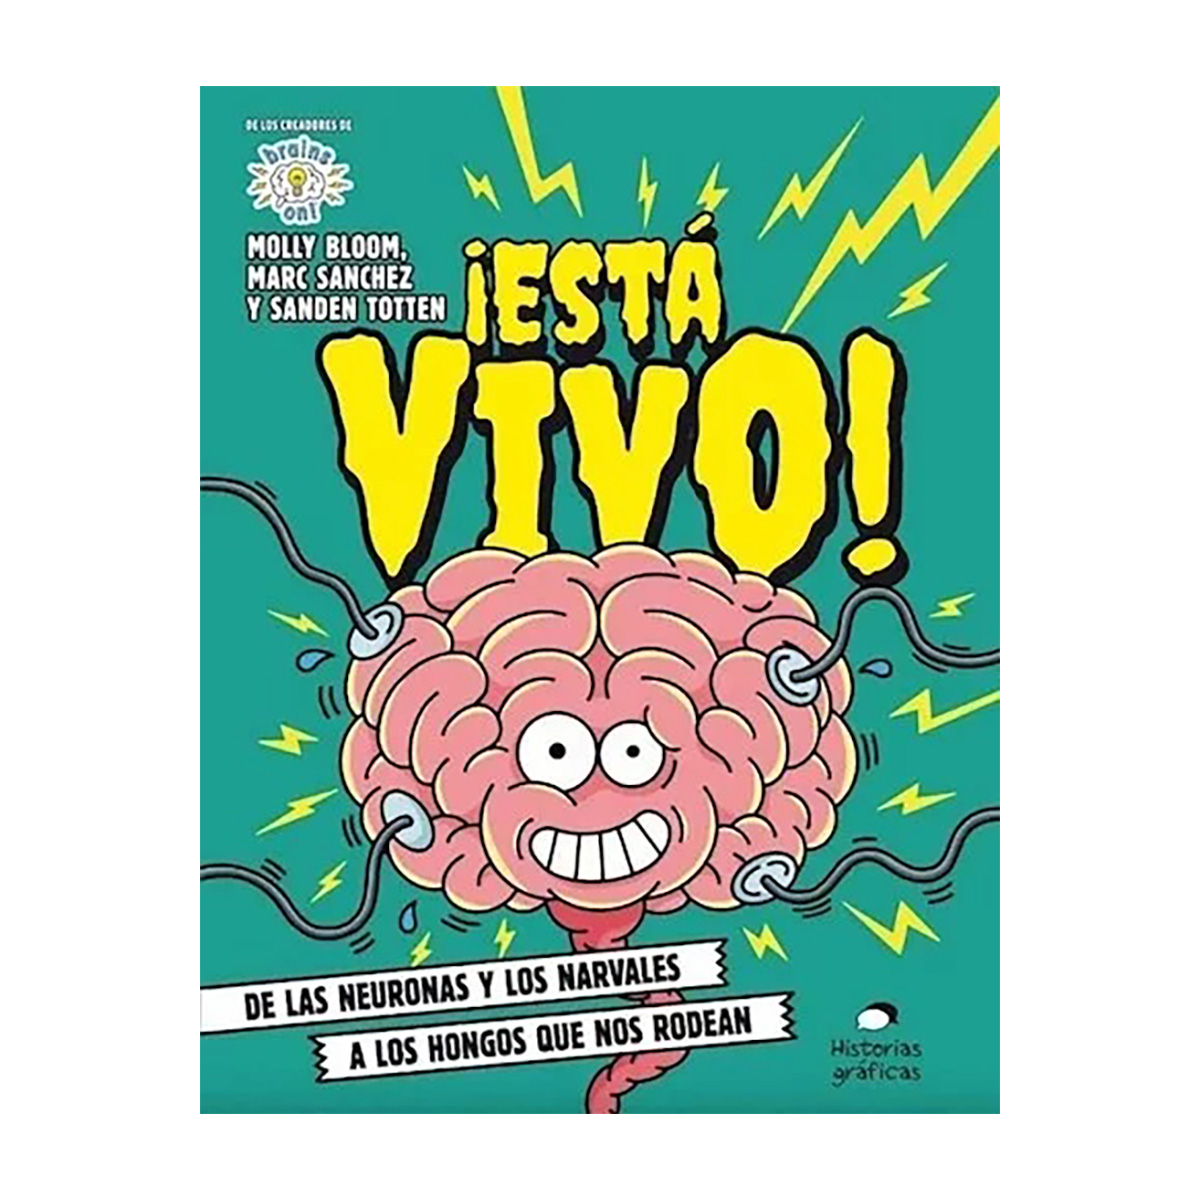 DE LOS CREADORES DE
brains
on!
MOLLY BLOOM,
MARC SANCHEZ
Y SANDEN TOTTEN
¡ESTÁ
VIVO!
DE LAS NEURONAS Y LOS NARVALES
A LOS HONGOS QUE NOS RODEAN
Historias
gráficas